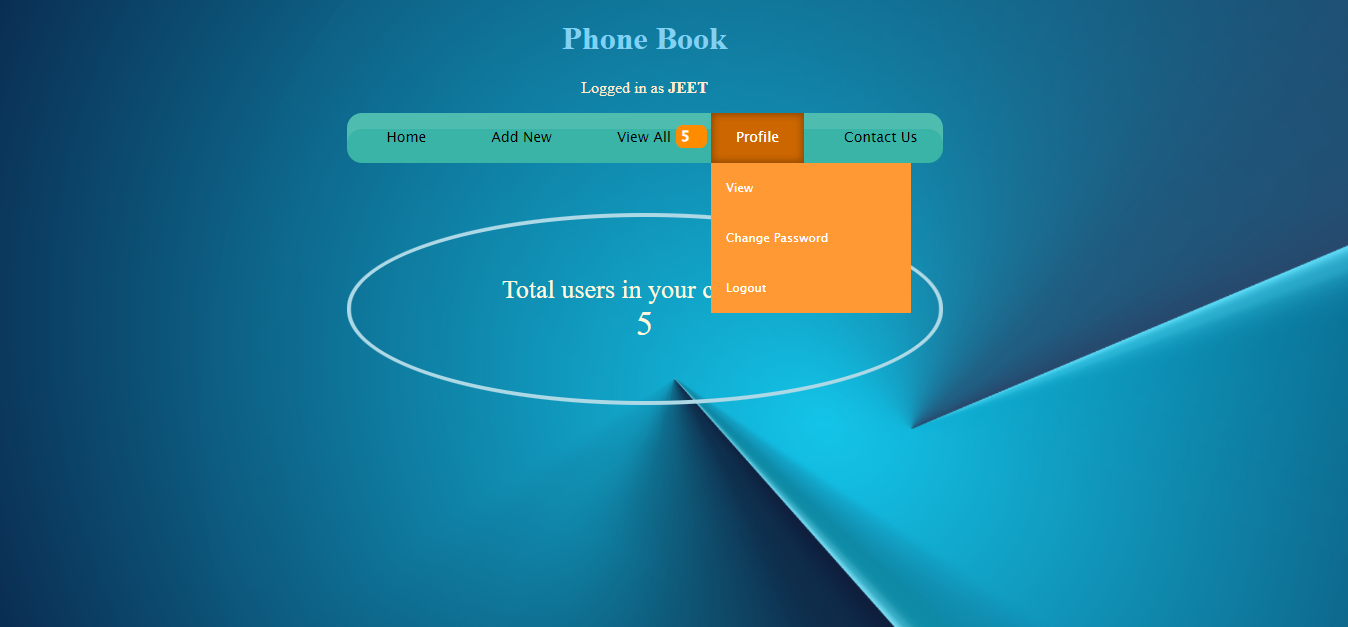 Phone Book
Logged in as JEET
Home Add New View All 5 Profile Contact Us
View
Change Password
Logout
Total users in your
5